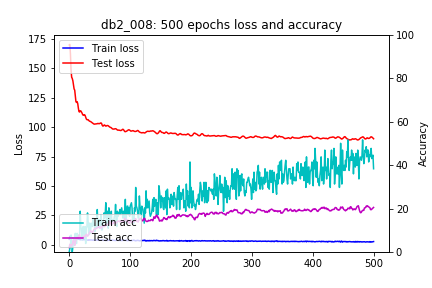 db2_008: 500 epochs loss and accuracy
175
150
125
100
75
50
25
0
Loss
Train loss
Test loss
Train acc
Test acc
100
80
60
40
20
0
Accuracy
0
100
200
300
400
500